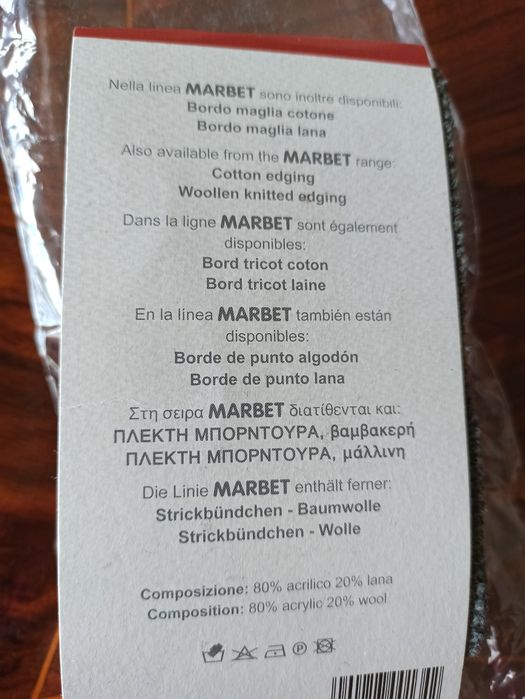 Nella linea MARBET sono inoltre disponibili:
Bordo maglia cotone
Bordo maglia lana
Also available from the MARBET range:
Cotton edging
Woollen knitted edging
Dans la ligne MARBET sont également
disponibles:
Bord tricot coton
Bord tricot laine
En la línea MARBET también están
disponibles:
Borde de punto algodón
Borde de punto lana
Στη σειρα MARBET διατίθενται και:
ΠΛΕΚΤΗ ΜΠΟΡΝΤΟΥΡΑ, βαμβακερή
ΠΛΕΚΤΗ ΜΠΟΡΝΤΟΥΡΑ, μάλλινη
Die Linie MARBET enthält ferner:
Strickbündchen - Baumwolle
Strickbündchen - Wolle
Composizione: 80% acrilico 20% lana
Composition: 80% acrylic 20% wool
P